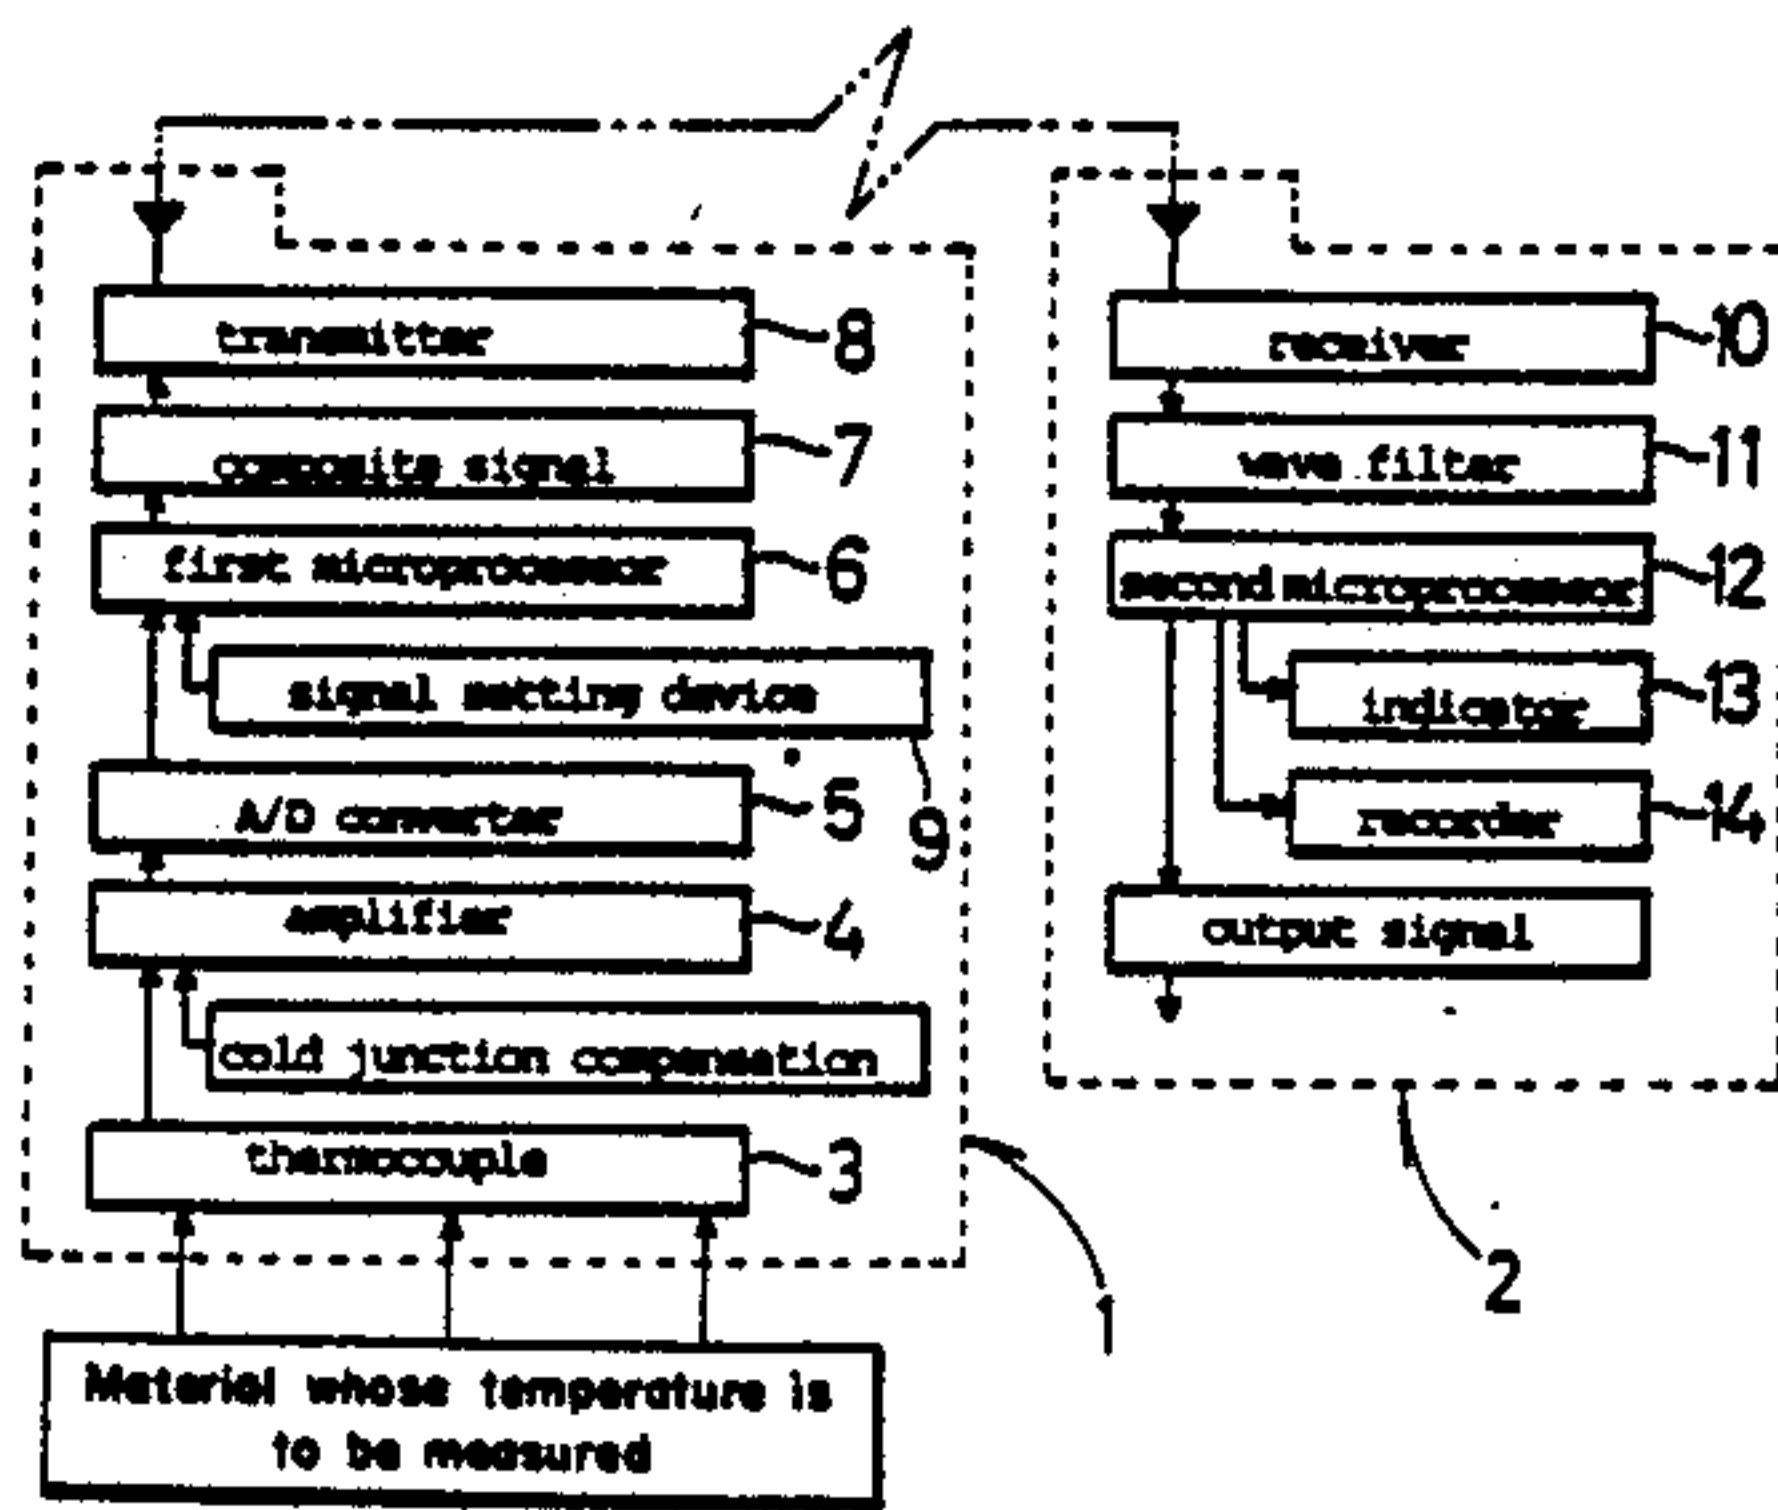 transmitter
8
composite signal
7
first microprocessor
6
signal setting device
9
A/D converter
5
amplifier
4
cold junction compensation
thermocouple
3
1
Material whose temperature is
to be measured
receiver
10
wave filter
11
second microprocessor
12
indicator
13
recorder
14
output signal
2